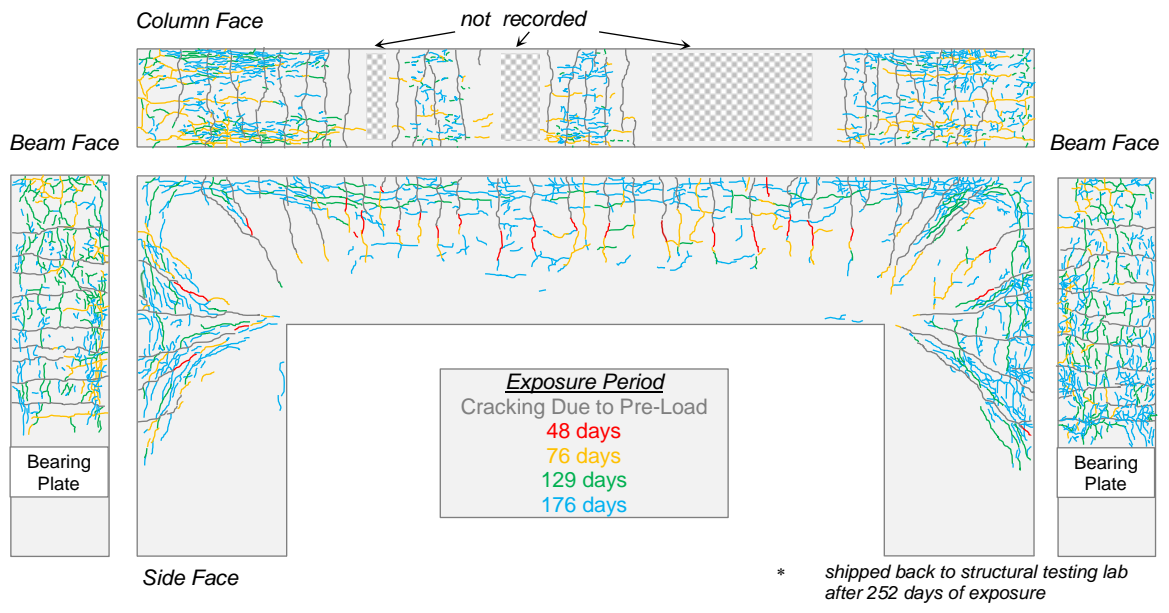 Column Face
not recorded
Beam Face
Beam Face
Exposure Period
Cracking Due to Pre-Load
48 days
76 days
129 days
176 days
Bearing
Plate
Bearing
Plate
Side Face
* shipped back to structural testing lab
after 252 days of exposure